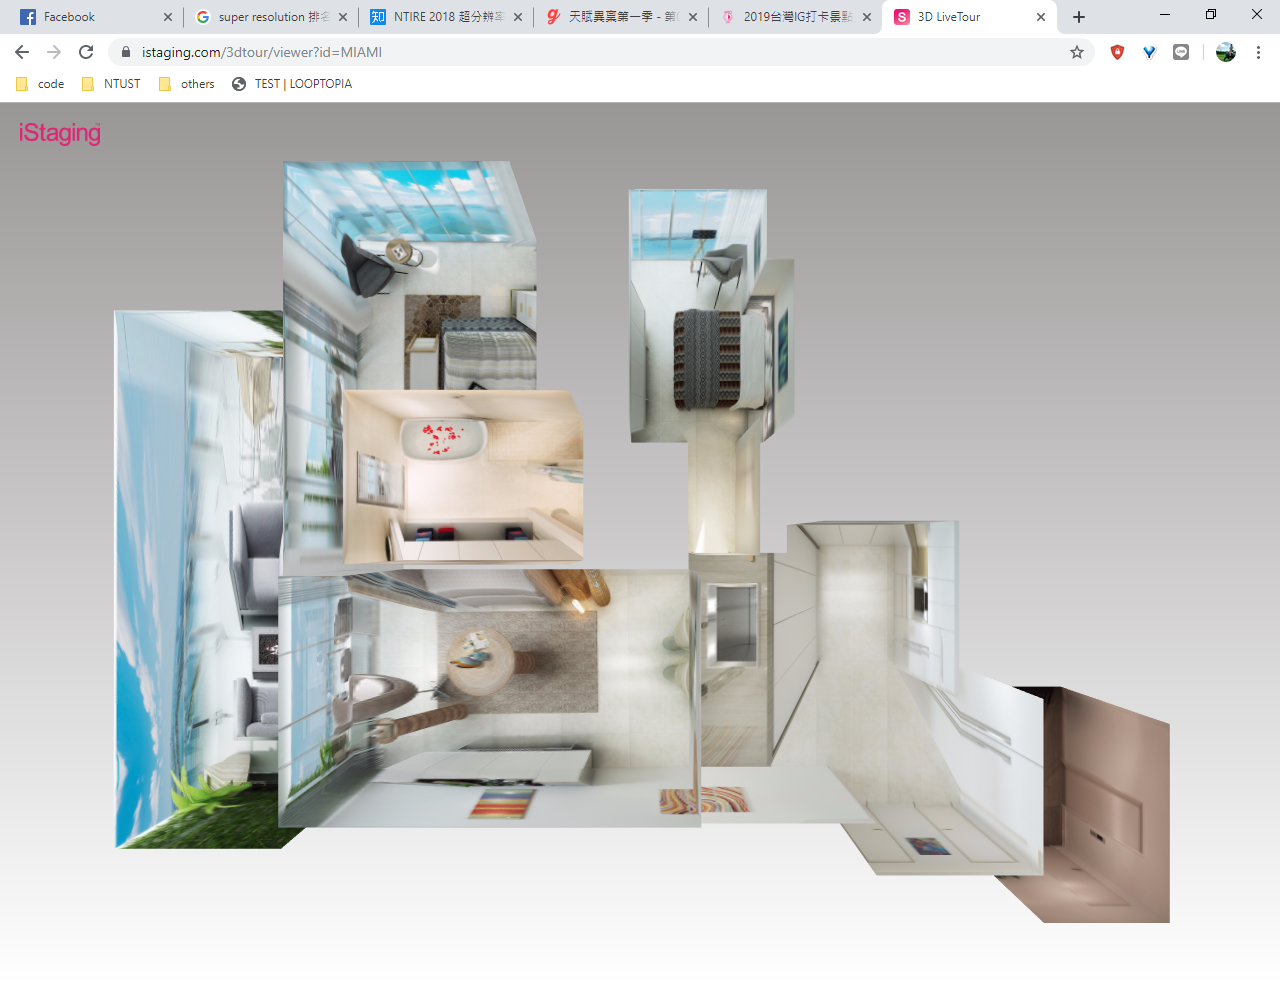 Facebook
super resolution 排名
NTIRE 2018 超分辨率
天賦異稟第一季 - 第
2019台灣IG打卡景點
3D LiveTour
istaging.com/3dtour/viewer?id=MIAMI
code
NTUST
others
TEST | LOOPTOPIA
iStaging